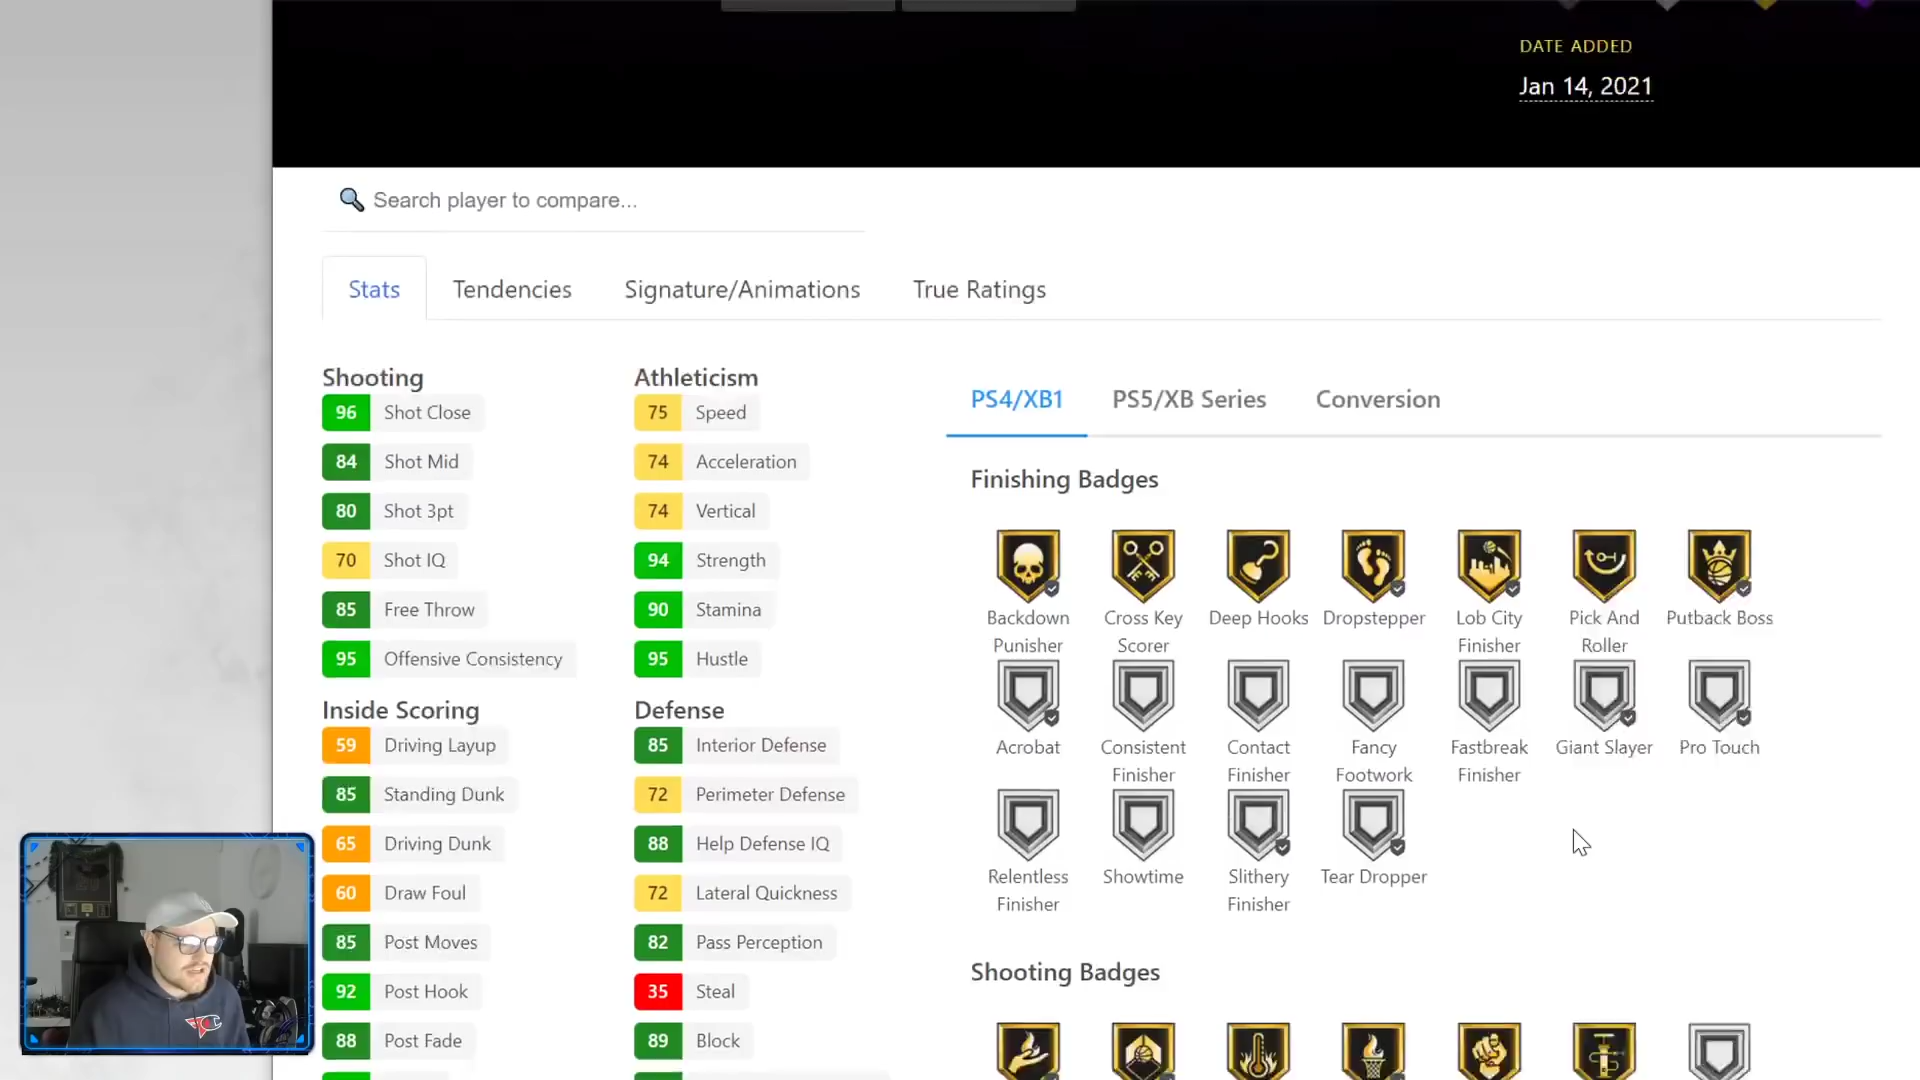 DATE ADDED
Jan 14, 2021
Search player to compare...
Stats
Tendencies
Signature/Animations
True Ratings
Shooting
96 Shot Close
84 Shot Mid
80 Shot 3pt
70 Shot IQ
85 Free Throw
95 Offensive Consistency
Inside Scoring
59 Driving Layup
85 Standing Dunk
65 Driving Dunk
60 Draw Foul
85 Post Moves
92 Post Hook
88 Post Fade
Athleticism
75 Speed
74 Acceleration
74 Vertical
94 Strength
90 Stamina
95 Hustle
Defense
85 Interior Defense
72 Perimeter Defense
88 Help Defense IQ
72 Lateral Quickness
82 Pass Perception
35 Steal
89 Block
PS4/XB1
PS5/XB Series
Conversion
Finishing Badges
Backdown
Punisher
Cross Key
Scorer
Deep Hooks
Dropstepper
Lob City
Finisher
Pick And
Roller
Putback Boss
Acrobat
Consistent
Finisher
Contact
Finisher
Fancy
Footwork
Fastbreak
Finisher
Giant Slayer
Pro Touch
Relentless
Finisher
Showtime
Slithery
Finisher
Tear Dropper
Shooting Badges